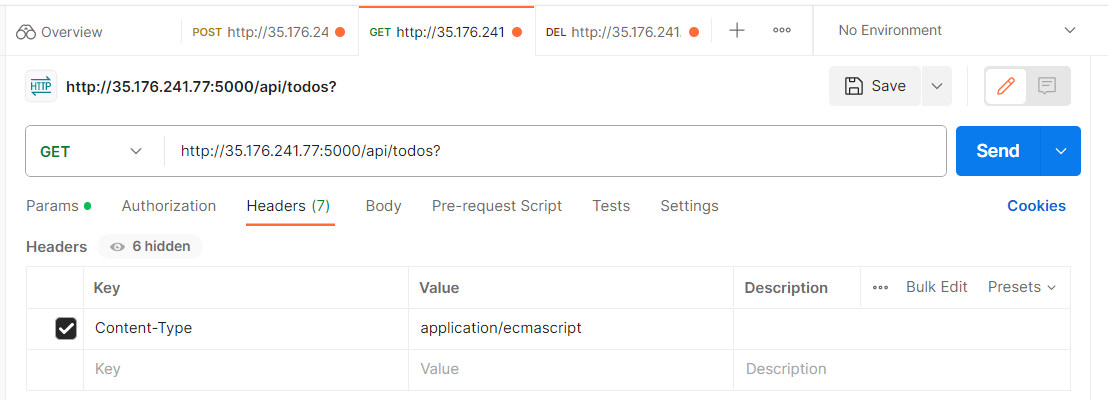 Overview POST http://35.176.24 GET http://35.176.241 DEL http://35.176.241. No Environment
HTTP http://35.176.241.77:5000/api/todos? Save
GET http://35.176.241.77:5000/api/todos? Send
Params Authorization Headers (7) Body Pre-request Script Tests Settings Cookies
Headers 6 hidden
Key Value Description Bulk Edit Presets
Content-Type application/ecmascript
Key Value Description